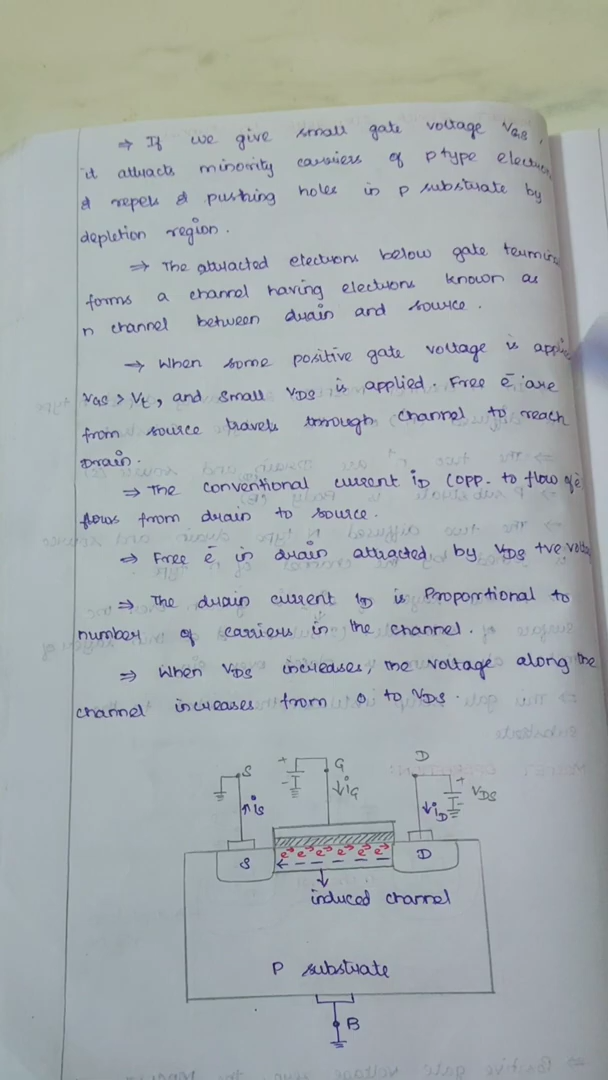 ⇒ If we give small gate voltage VGS,
it attracts minority carriers of p type
& repels & pushing holes in p substrate by
depletion region.
⇒ The attracted electrons below gate
forms a channel having electrons known as
n channel between drain and source.
→ When some positive gate voltage is
VGS > Vt, and small VDS is applied. Free ē are
from source travels through channel to reach
Drain.
⇒ The conventional current iD (opp. to flow of ē
flows from drain to source.
⇒ Free ē in drain attracted by VDS +ve
⇒ The drain current ID is Proportional to
number of carriers in the channel.
⇒ When VDS increases, the voltage along the
channel increases from 0 to VDS.
S
+
-
G
D
+
-
VDS
↑iS
↓iG
↓iD
S
e→ e→ e→ e→ e→ e→
D
induced channel
P substrate
B